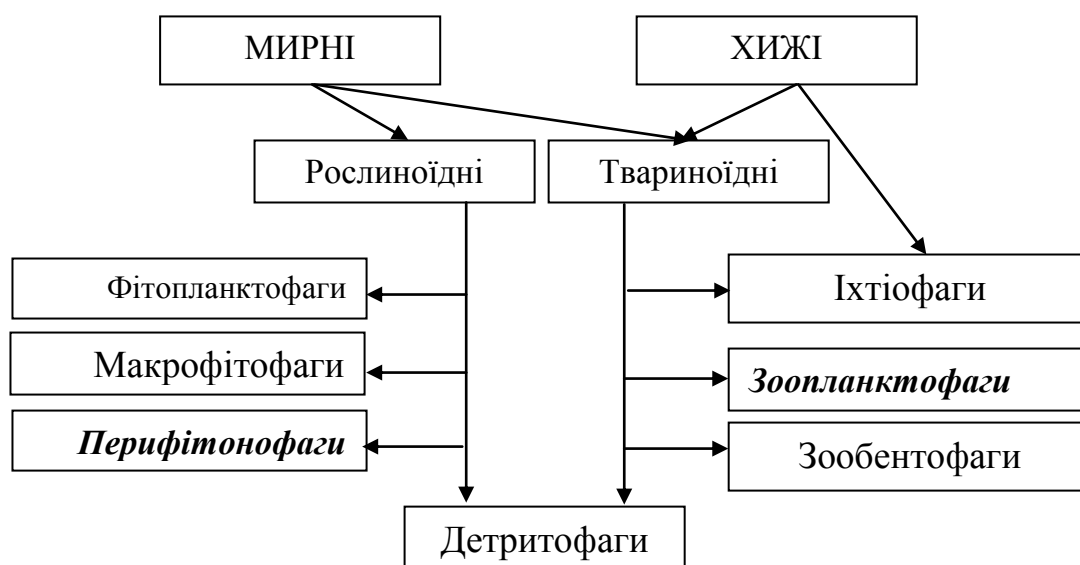 МИРНІ
ХИЖІ
Рослиноїдні
Твариноїдні
Фітопланктофаги
Іхтіофаги
Макрофітофаги
Зоопланктофаги
Перифітонофаги
Зообентофаги
Детритофаги